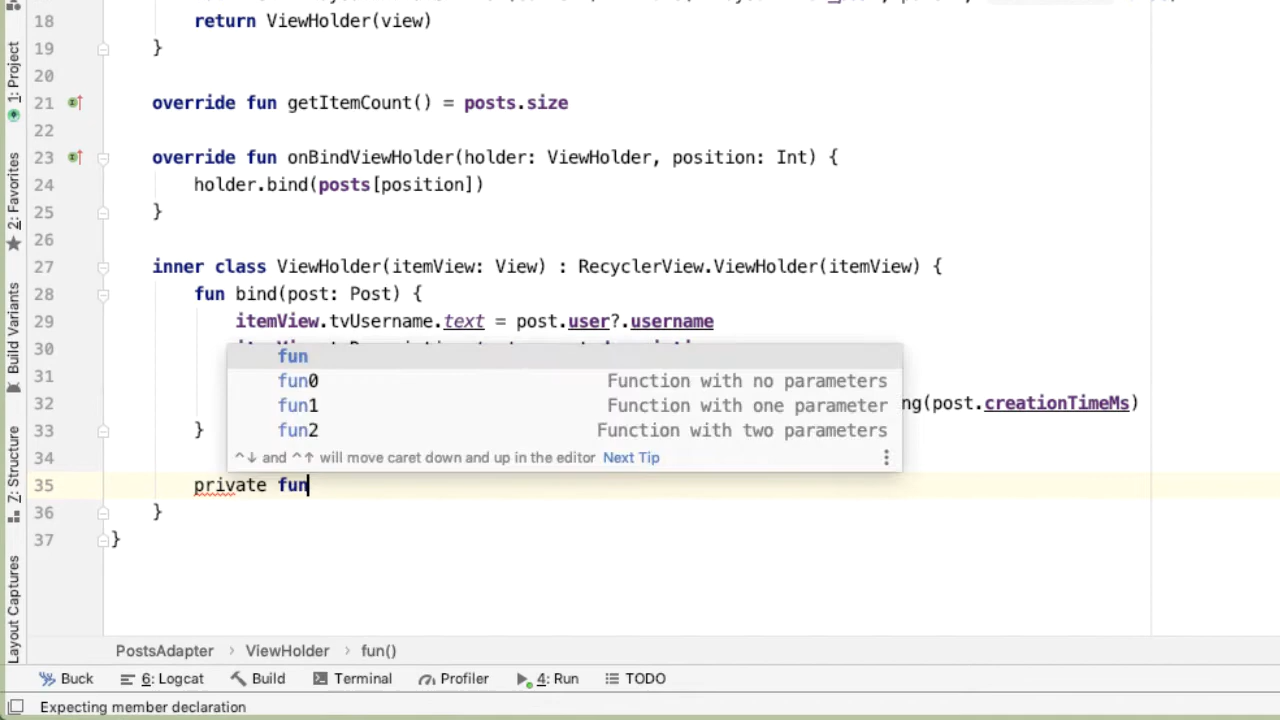 18 return ViewHolder(view)
19 }
20
21 override fun getItemCount() = posts.size
22
23 override fun onBindViewHolder(holder: ViewHolder, position: Int) {
24 holder.bind(posts[position])
25 }
26
27 inner class ViewHolder(itemView: View) : RecyclerView.ViewHolder(itemView) {
28 fun bind(post: Post) {
29 itemView.tvUsername.text = post.user?.username
30
fun
31
fun0 Function with no parameters
32 ng(post.creationTimeMs)
fun1 Function with one parameter
33 }
fun2 Function with two parameters
34
^↓ and ^↑ will move caret down and up in the editor Next Tip
35 private fun
36 }
37 }
1: Project
2: Favorites
Build Variants
7: Structure
Layout Captures
PostsAdapter › ViewHolder › fun()
Buck 6: Logcat Build Terminal Profiler 4: Run TODO
Expecting member declaration